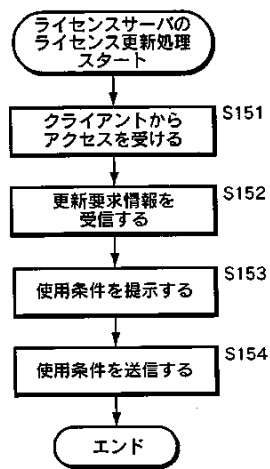 ライセンスサーバの
ライセンス更新処理
スタート
S151
クライアントから
アクセスを受ける
S152
更新要求情報を
受信する
S153
使用条件を提示する
S154
使用条件を送信する
エンド